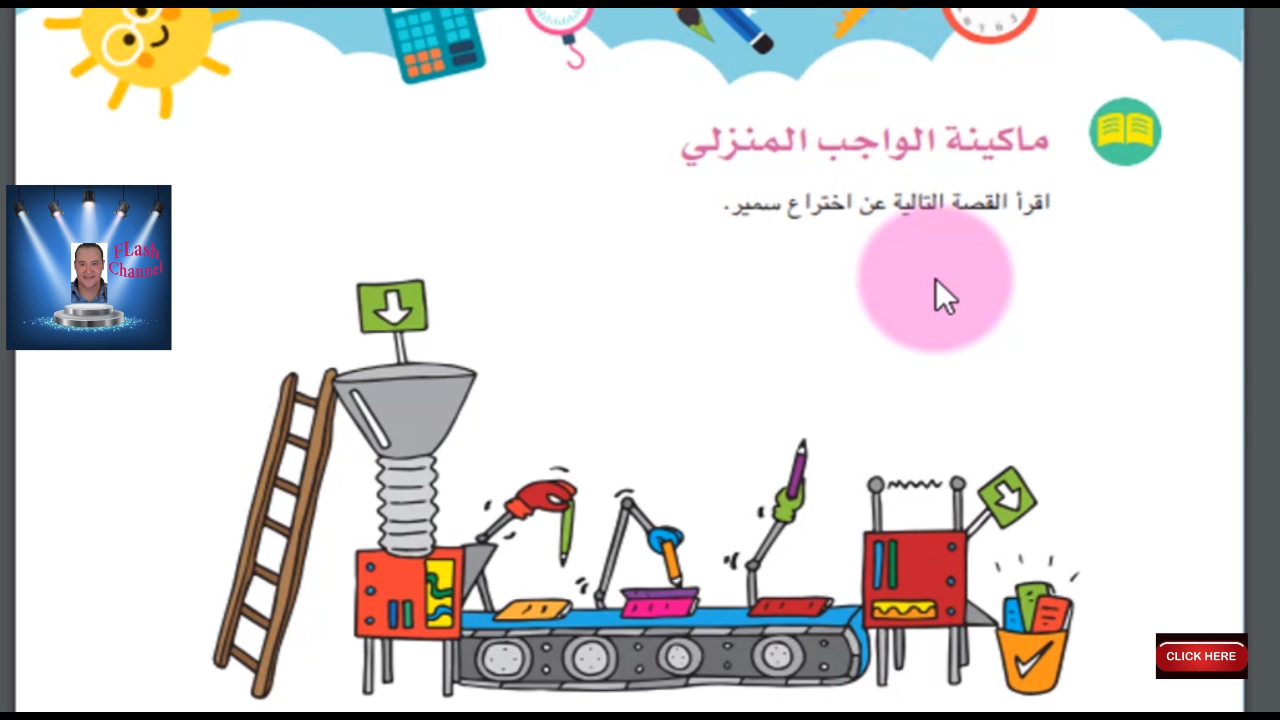 ماكينة الواجب المنزلي
اقرأ القصة التالية عن اختراع سمير.
FLash
Channel
CLICK HERE